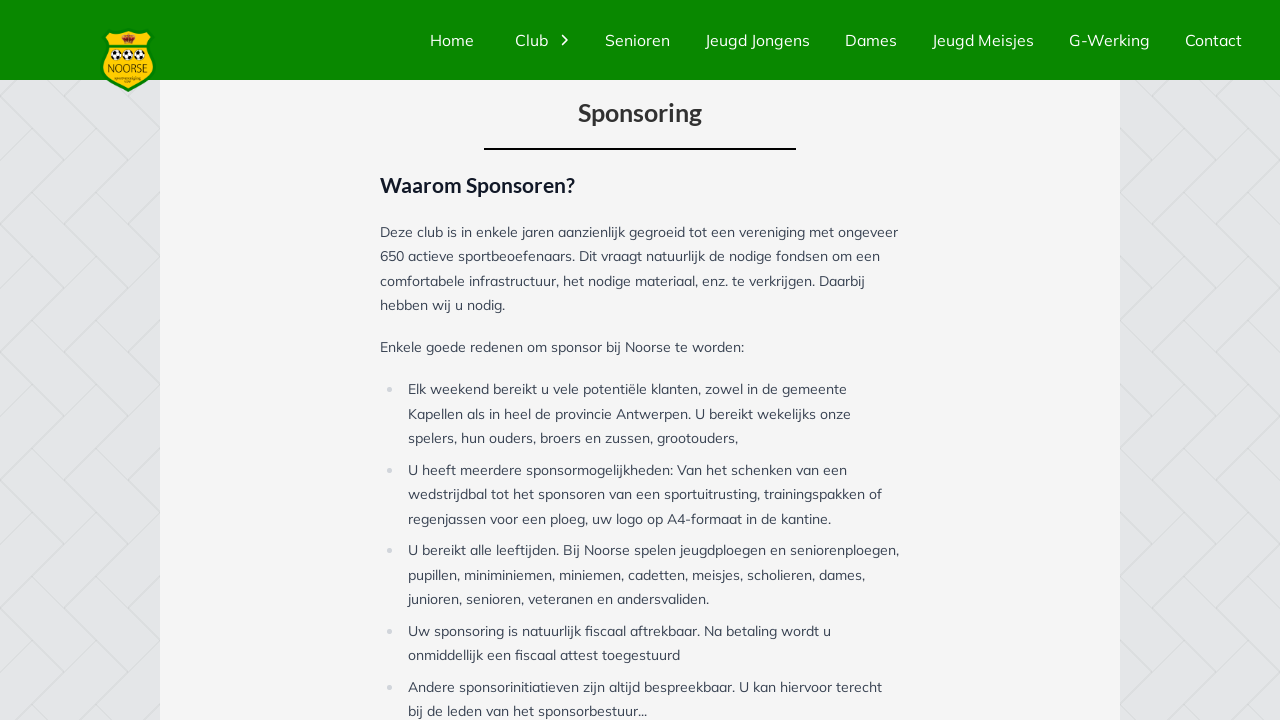 Home
Club
Senioren
Jeugd Jongens
Dames
Jeugd Meisjes
G-Werking
Contact
NOORSE
Sponsoring
Waarom Sponsoren?
Deze club is in enkele jaren aanzienlijk gegroeid tot een vereniging met ongeveer
650 actieve sportbeoefenaars. Dit vraagt natuurlijk de nodige fondsen om een
comfortabele infrastructuur, het nodige materiaal, enz. te verkrijgen. Daarbij
hebben wij u nodig.
Enkele goede redenen om sponsor bij Noorse te worden:
Elk weekend bereikt u vele potentiële klanten, zowel in de gemeente
Kapellen als in heel de provincie Antwerpen. U bereikt wekelijks onze
spelers, hun ouders, broers en zussen, grootouders,
U heeft meerdere sponsormogelijkheden: Van het schenken van een
wedstrijdbal tot het sponsoren van een sportuitrusting, trainingspakken of
regenjassen voor een ploeg, uw logo op A4-formaat in de kantine.
U bereikt alle leeftijden. Bij Noorse spelen jeugdploegen en seniorenploegen,
pupillen, miniminiemen, miniemen, cadetten, meisjes, scholieren, dames,
junioren, senioren, veteranen en andersvaliden.
Uw sponsoring is natuurlijk fiscaal aftrekbaar. Na betaling wordt u
onmiddellijk een fiscaal attest toegestuurd
Andere sponsorinitiatieven zijn altijd bespreekbaar. U kan hiervoor terecht
bij de leden van het sponsorbestuur...